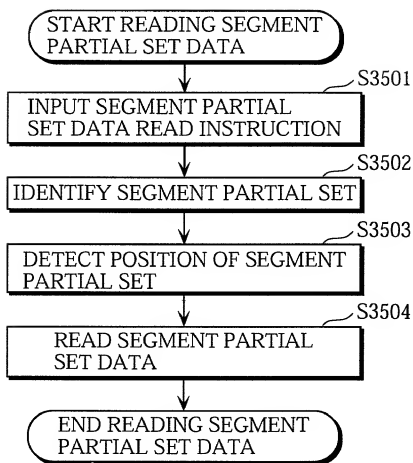 START READING SEGMENT
PARTIAL SET DATA
S3501
INPUT SEGMENT PARTIAL
SET DATA READ INSTRUCTION
S3502
IDENTIFY SEGMENT PARTIAL SET
S3503
DETECT POSITION OF SEGMENT
PARTIAL SET
S3504
READ SEGMENT PARTIAL
SET DATA
END READING SEGMENT
PARTIAL SET DATA